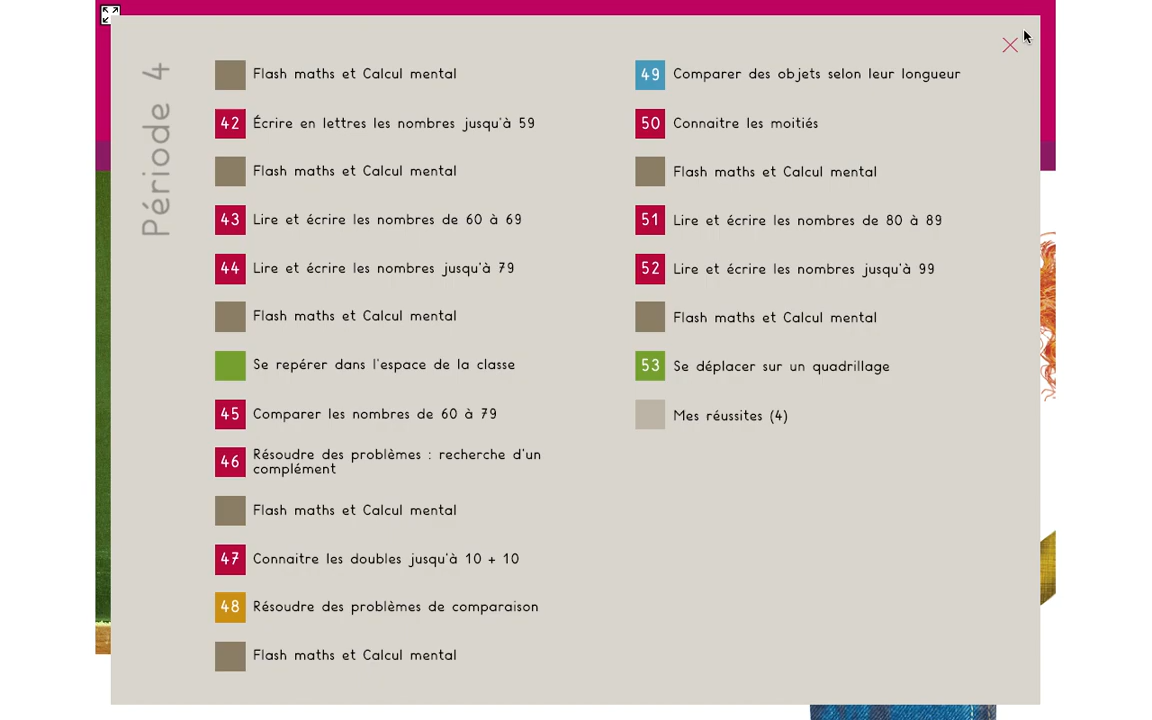 Période 4
Flash maths et Calcul mental
42 Écrire en lettres les nombres jusqu'à 59
Flash maths et Calcul mental
43 Lire et écrire les nombres de 60 à 69
44 Lire et écrire les nombres jusqu'à 79
Flash maths et Calcul mental
Se repérer dans l'espace de la classe
45 Comparer les nombres de 60 à 79
46 Résoudre des problèmes : recherche d'un
complément
Flash maths et Calcul mental
47 Connaitre les doubles jusqu'à 10 + 10
48 Résoudre des problèmes de comparaison
Flash maths et Calcul mental
49 Comparer des objets selon leur longueur
50 Connaitre les moitiés
Flash maths et Calcul mental
51 Lire et écrire les nombres de 80 à 89
52 Lire et écrire les nombres jusqu'à 99
Flash maths et Calcul mental
53 Se déplacer sur un quadrillage
Mes réussites (4)